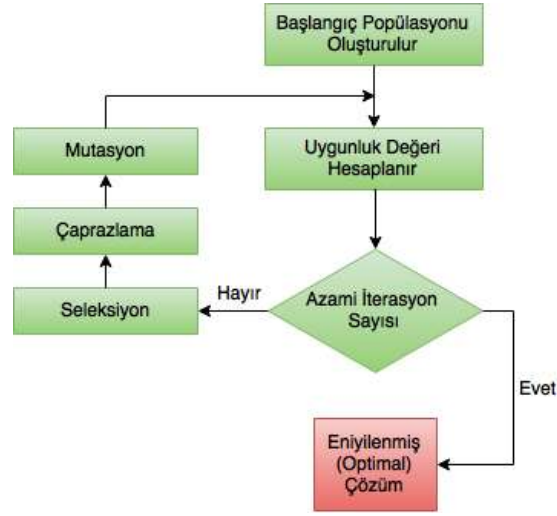 Başlangıç Popülasyonu
Oluşturulur
Mutasyon
Uygunluk Değeri
Hesaplanır
Çaprazlama
Seleksiyon
Hayır
Azami İterasyon
Sayısı
Evet
Eniyilenmiş
(Optimal)
Çözüm